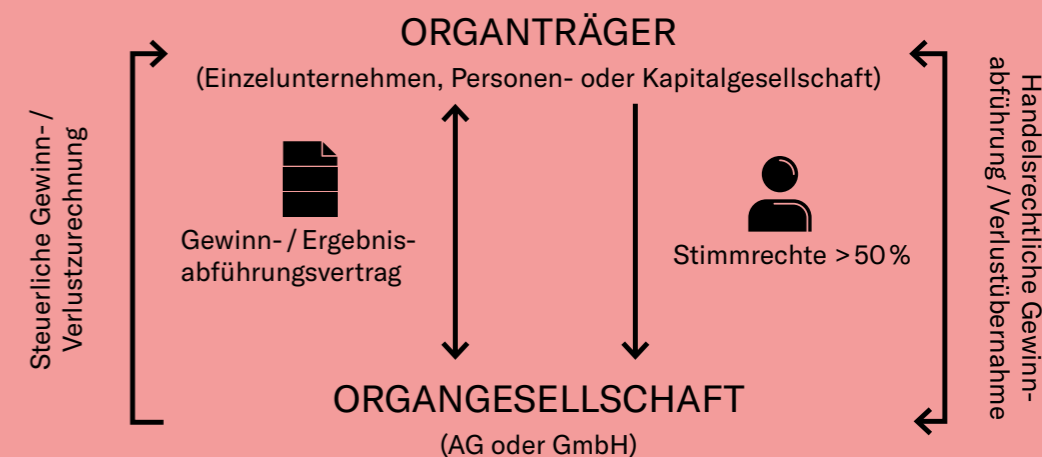 ORGANTRÄGER
(Einzelunternehmen, Personen- oder Kapitalgesellschaft)
Steuerliche Gewinn- /
Verlustzurechnung
Gewinn- / Ergebnis-
abführungsvertrag
Stimmrechte > 50 %
Handelsrechtliche Gewinn-
abführung / Verlustübernahme
ORGANGESELLSCHAFT
(AG oder GmbH)